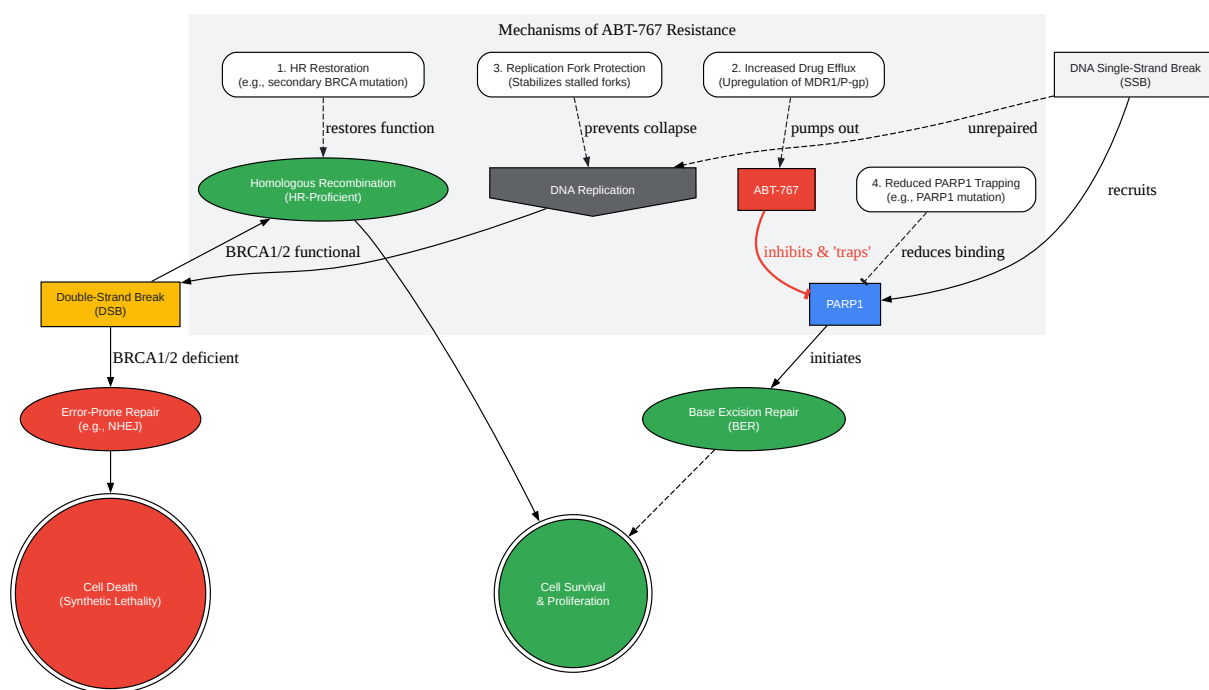 Mechanisms of ABT-767 Resistance
1. HR Restoration
(e.g., secondary BRCA mutation)
3. Replication Fork Protection
(Stabilizes stalled forks)
2. Increased Drug Efflux
(Upregulation of MDR1/P-gp)
DNA Single-Strand Break
(SSB)
restores function
prevents collapse
pumps out
unrepaired
Homologous Recombination
(HR-Proficient)
DNA Replication
ABT-767
4. Reduced PARP1 Trapping
(e.g., PARP1 mutation)
recruits
BRCA1/2 functional
inhibits & 'traps'
reduces binding
Double-Strand Break
(DSB)
PARP1
BRCA1/2 deficient
initiates
Error-Prone Repair
(e.g., NHEJ)
Base Excision Repair
(BER)
Cell Death
(Synthetic Lethality)
Cell Survival
& Proliferation